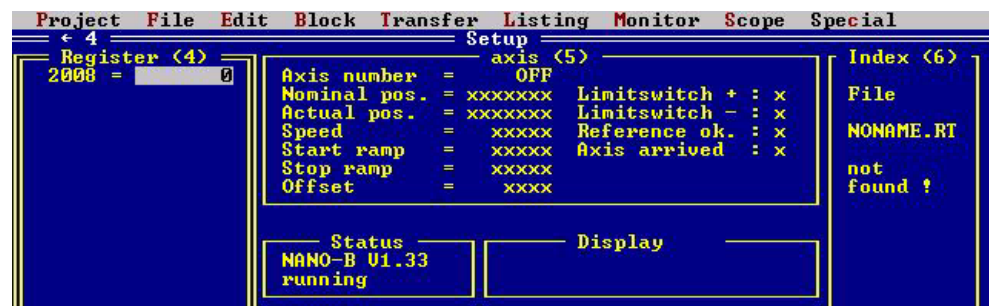 Project File Edit Block Transfer Listing Monitor Scope Special
← 4 Setup
Register (4)
2008 = 0
axis (5)
Axis number = OFF
Nominal pos. = xxxxxxx Limitswitch + : x
Actual pos. = xxxxxxx Limitswitch - : x
Speed = xxxxx Reference ok. : x
Start ramp = xxxxx Axis arrived : x
Stop ramp = xxxxx
Offset = xxxx
Index (6)
File
NONAME.RT
not
found !
Status
NANO-B V1.33
running
Display